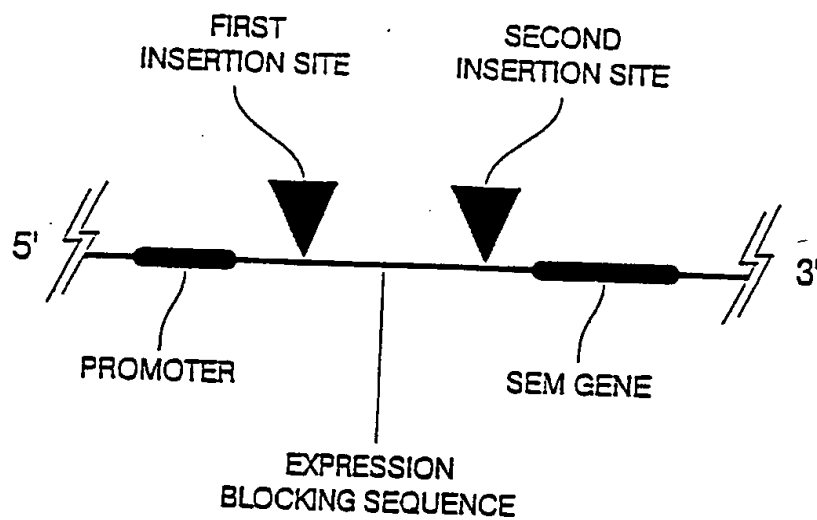 FIRST
INSERTION SITE
SECOND
INSERTION SITE
5'
3'
PROMOTER
SEM GENE
EXPRESSION
BLOCKING SEQUENCE